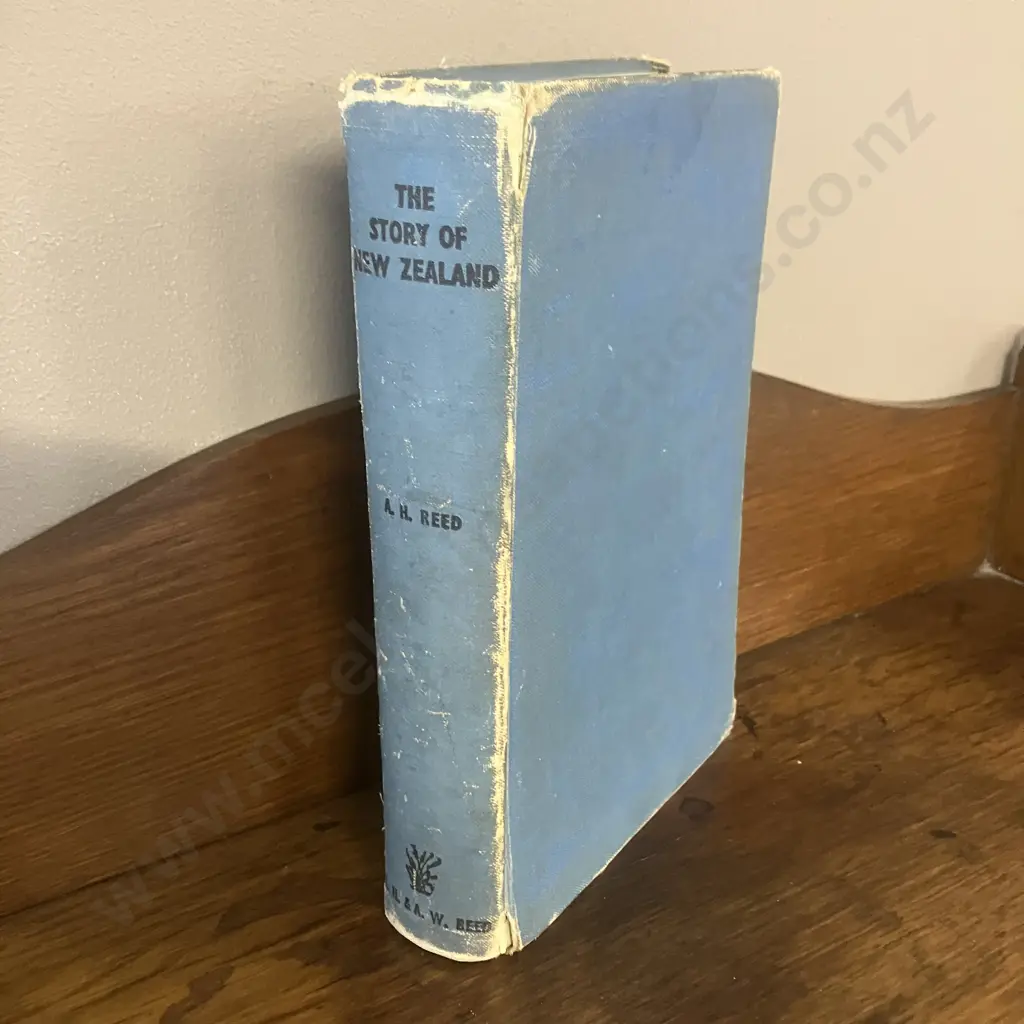 THE
STORY OF
NEW ZEALAND
A. H. REED
H. & A. W. REED